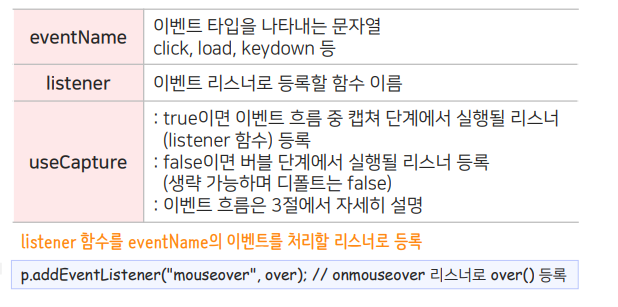 eventName
이벤트 타입을 나타내는 문자열
click, load, keydown 등
listener
이벤트 리스너로 등록할 함수 이름
useCapture
: true이면 이벤트 흐름 중 캡쳐 단계에서 실행될 리스너
(listener 함수) 등록
: false이면 버블 단계에서 실행될 리스너 등록
(생략 가능하며 디폴트는 false)
: 이벤트 흐름은 3절에서 자세히 설명
listener 함수를 eventName의 이벤트를 처리할 리스너로 등록
p.addEventListener("mouseover", over); // onmouseover 리스너로 over() 등록